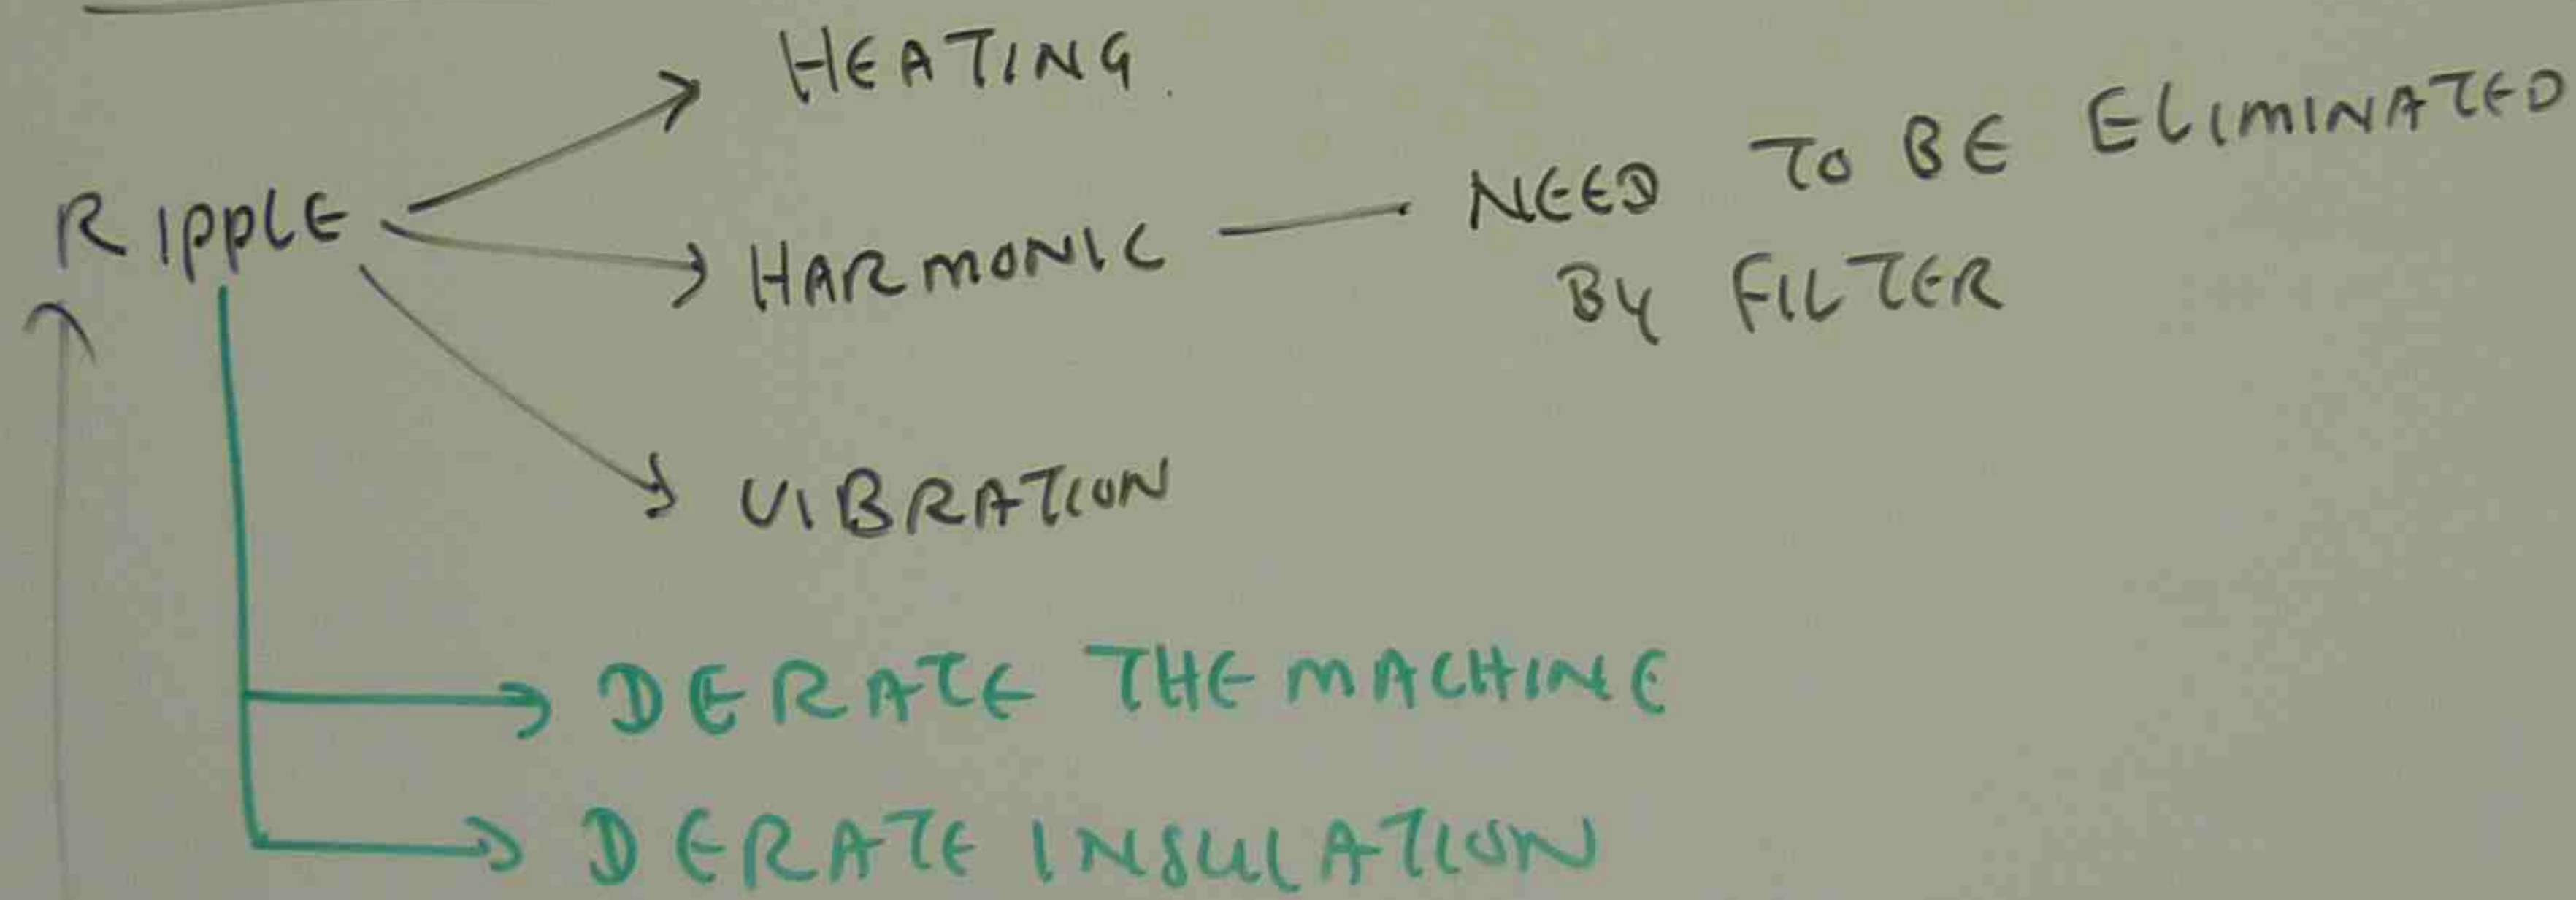 HEATING.
RIPPLE
HARMONIC — NEED TO BE ELIMINATED
BY FILTER
VIBRATION
DERATE THE MACHINE
DERATE INSULATION